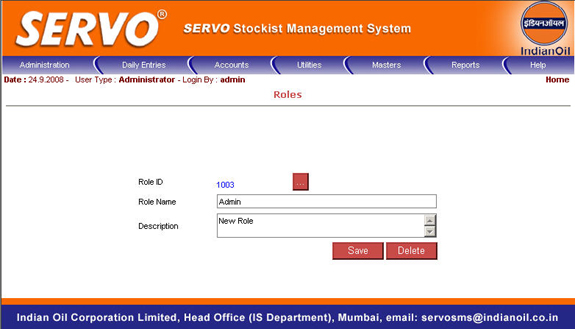 SERVO®
SERVO Stockist Management System
इंडियनऑयल
IndianOil
Administration Daily Entries Accounts Utilities Masters Reports Help
Date : 24.9.2008 - User Type : Administrator - Login By : admin Home
Roles
Role ID 1003 ...
Role Name Admin
Description New Role
Save Delete
Indian Oil Corporation Limited, Head Office (IS Department), Mumbai, email: servosms@indianoil.co.in